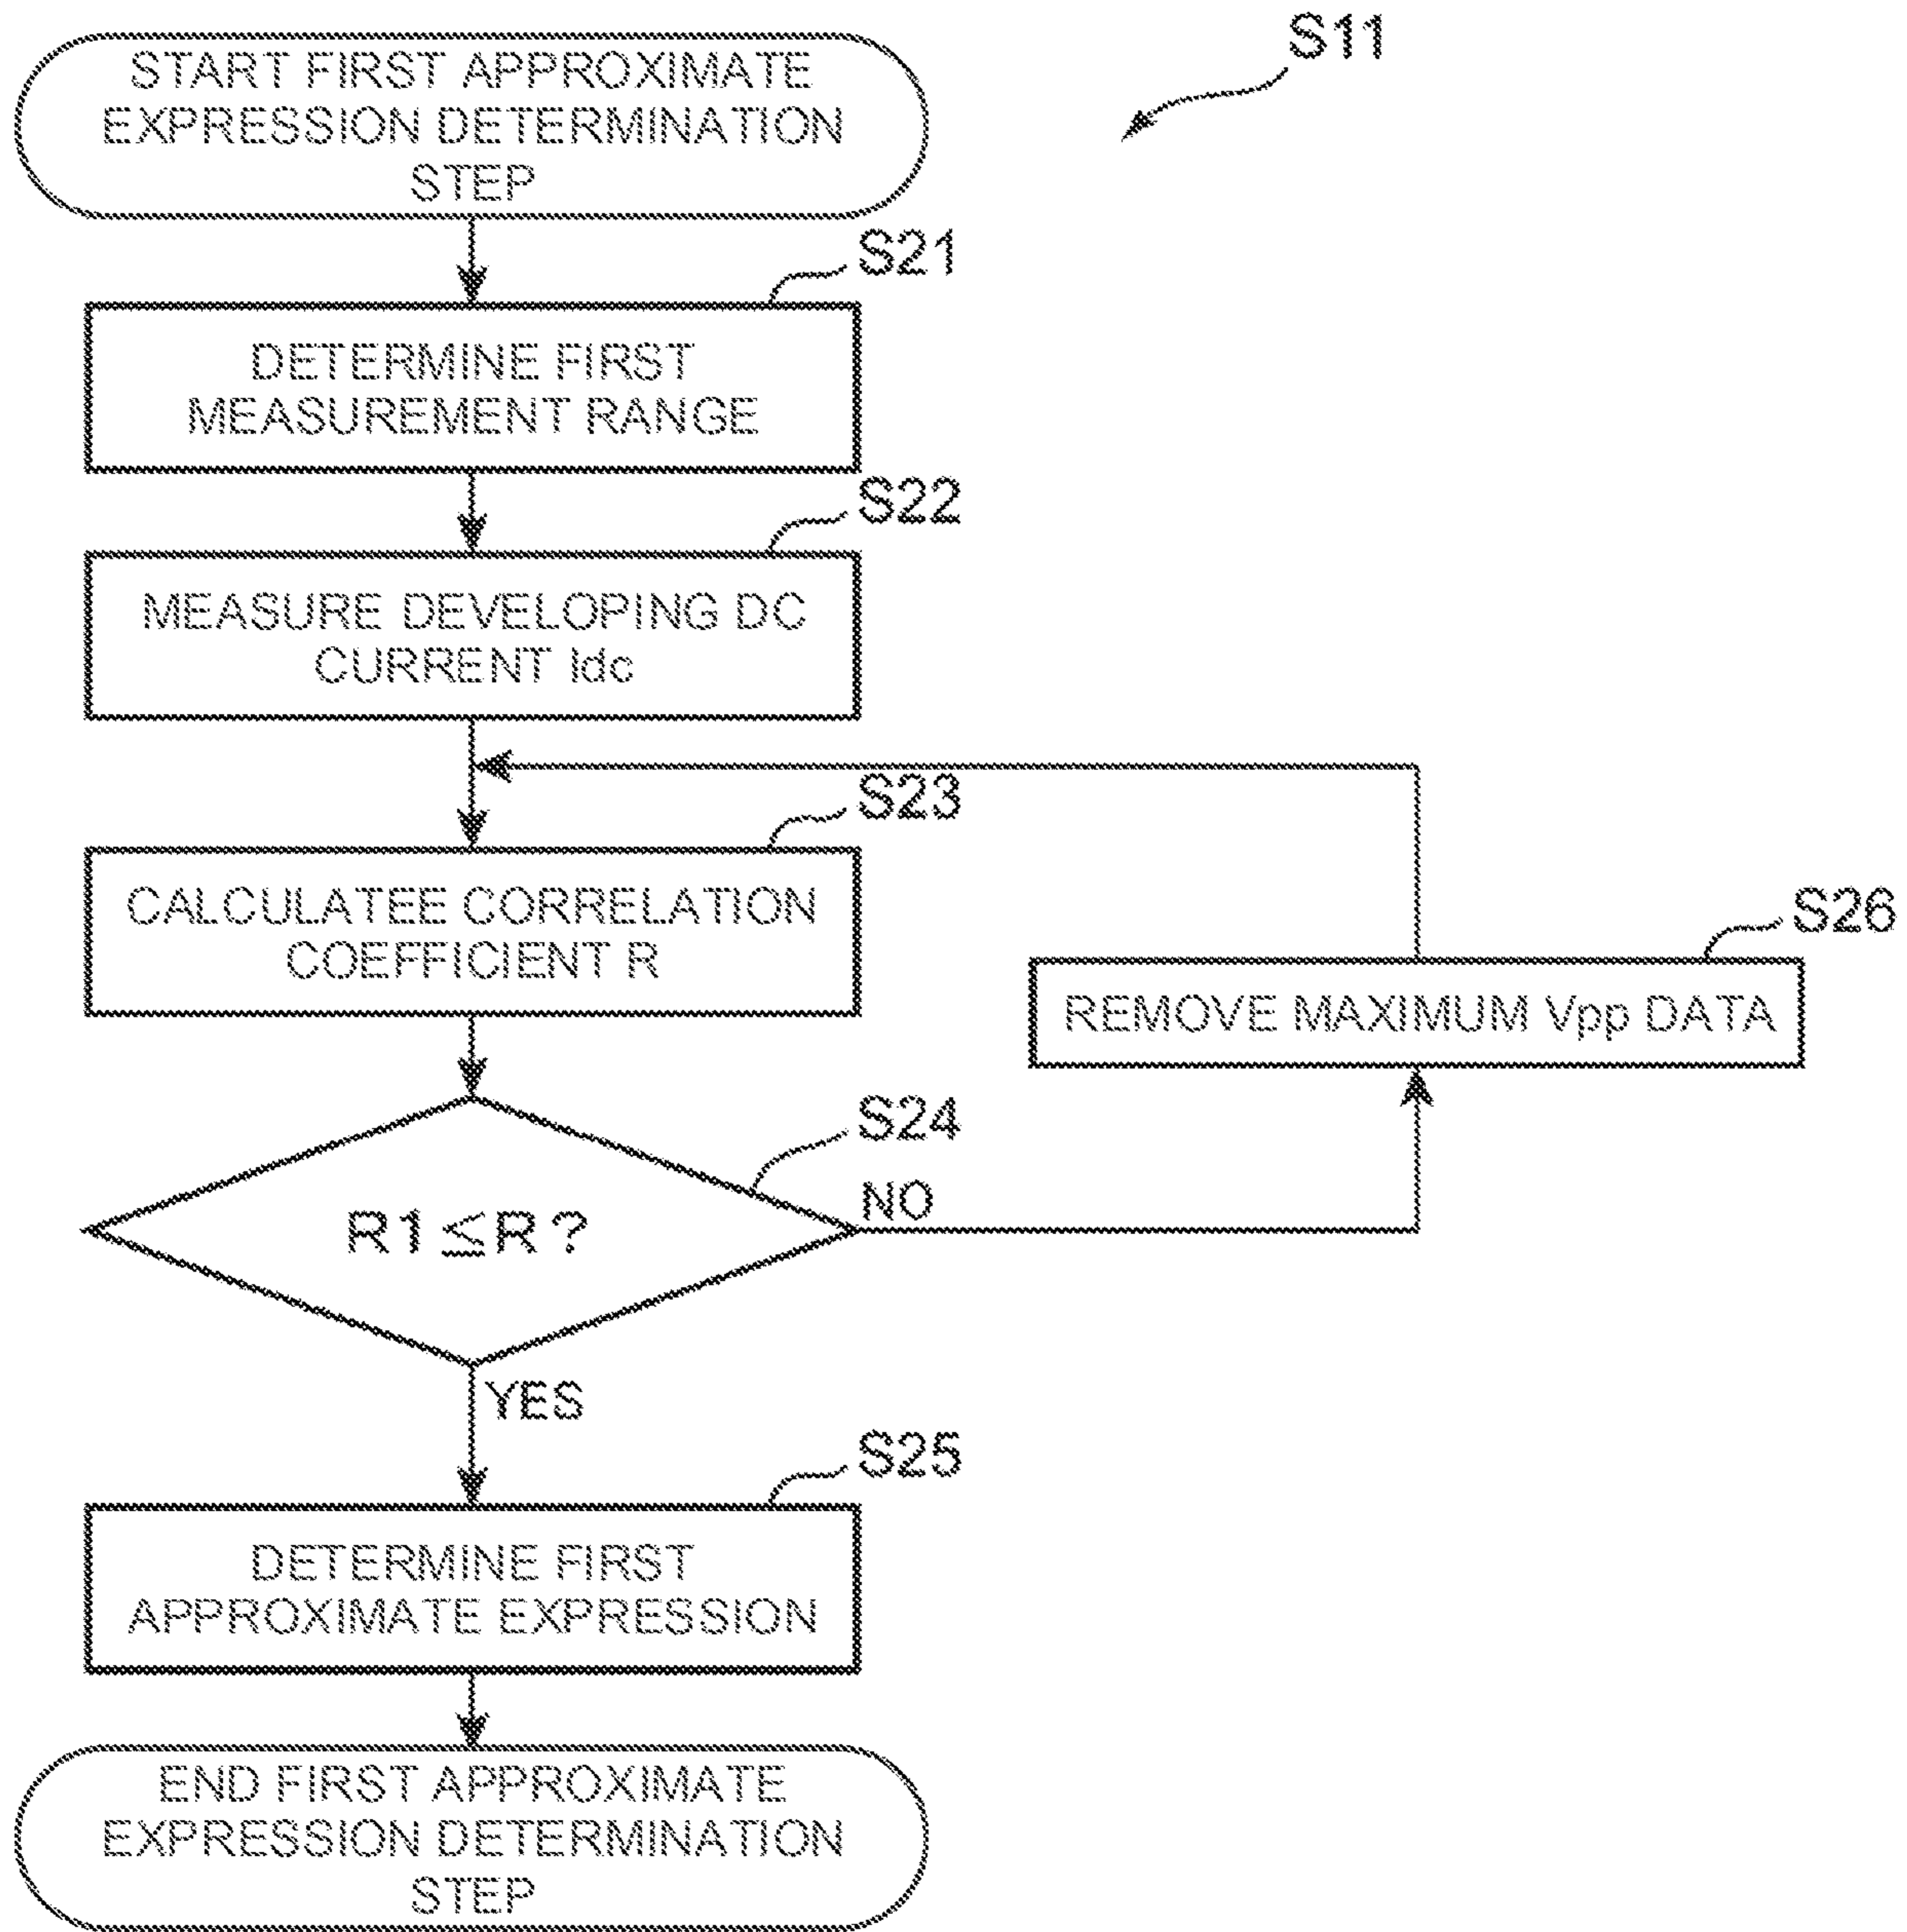 S11
START FIRST APPROXIMATE
EXPRESSION DETERMINATION
STEP
S21
DETERMINE FIRST
MEASUREMENT RANGE
S22
MEASURE DEVELOPING DC
CURRENT Idc
S23
CALCULATEE CORRELATION
COEFFICIENT R
S26
REMOVE MAXIMUM Vpp DATA
S24
R1≦R?
NO
YES
S25
DETERMINE FIRST
APPROXIMATE EXPRESSION
END FIRST APPROXIMATE
EXPRESSION DETERMINATION
STEP